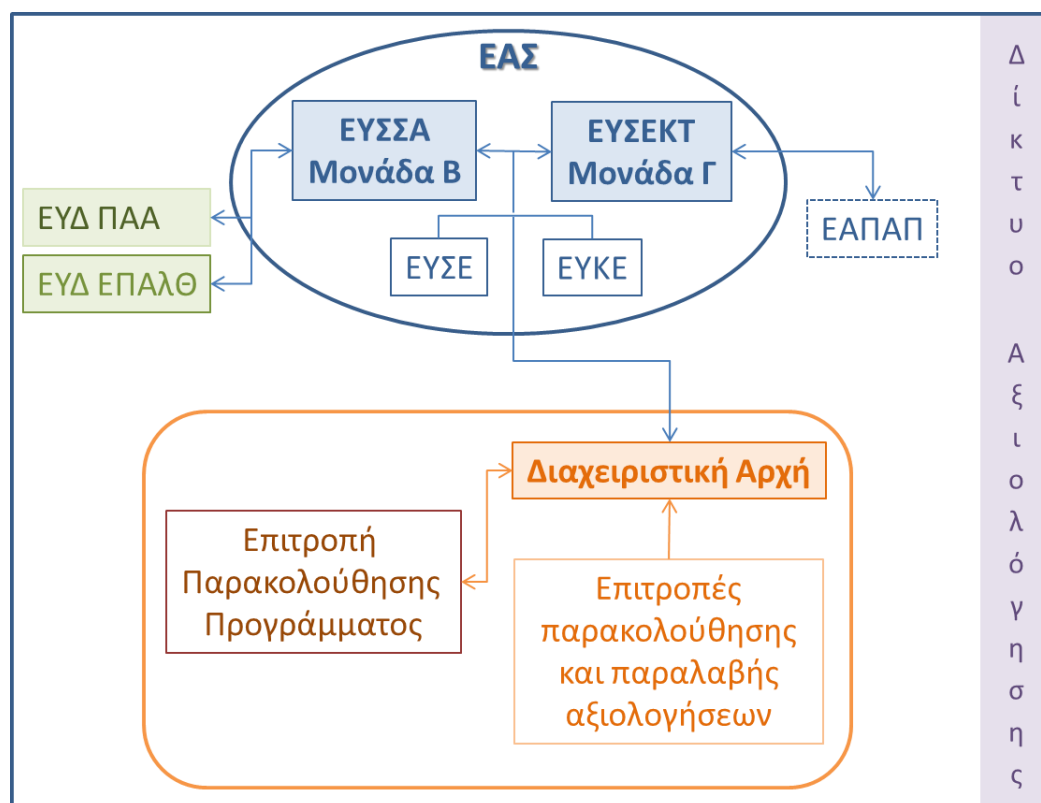 ΕΑΣ
ΕΥΣΣΑ
Μονάδα Β
ΕΥΣΕΚΤ
Μονάδα Γ
ΕΥΔ ΠΑΑ
ΕΑΠΑΠ
ΕΥΣΕ
ΕΥΚΕ
ΕΥΔ ΕΠΑλΘ
Διαχειριστική Αρχή
Επιτροπή
Παρακολούθησης
Προγράμματος
Επιτροπές
παρακολούθησης
και παραλαβής
αξιολογήσεων
Δίκτυο Αξιολόγησης